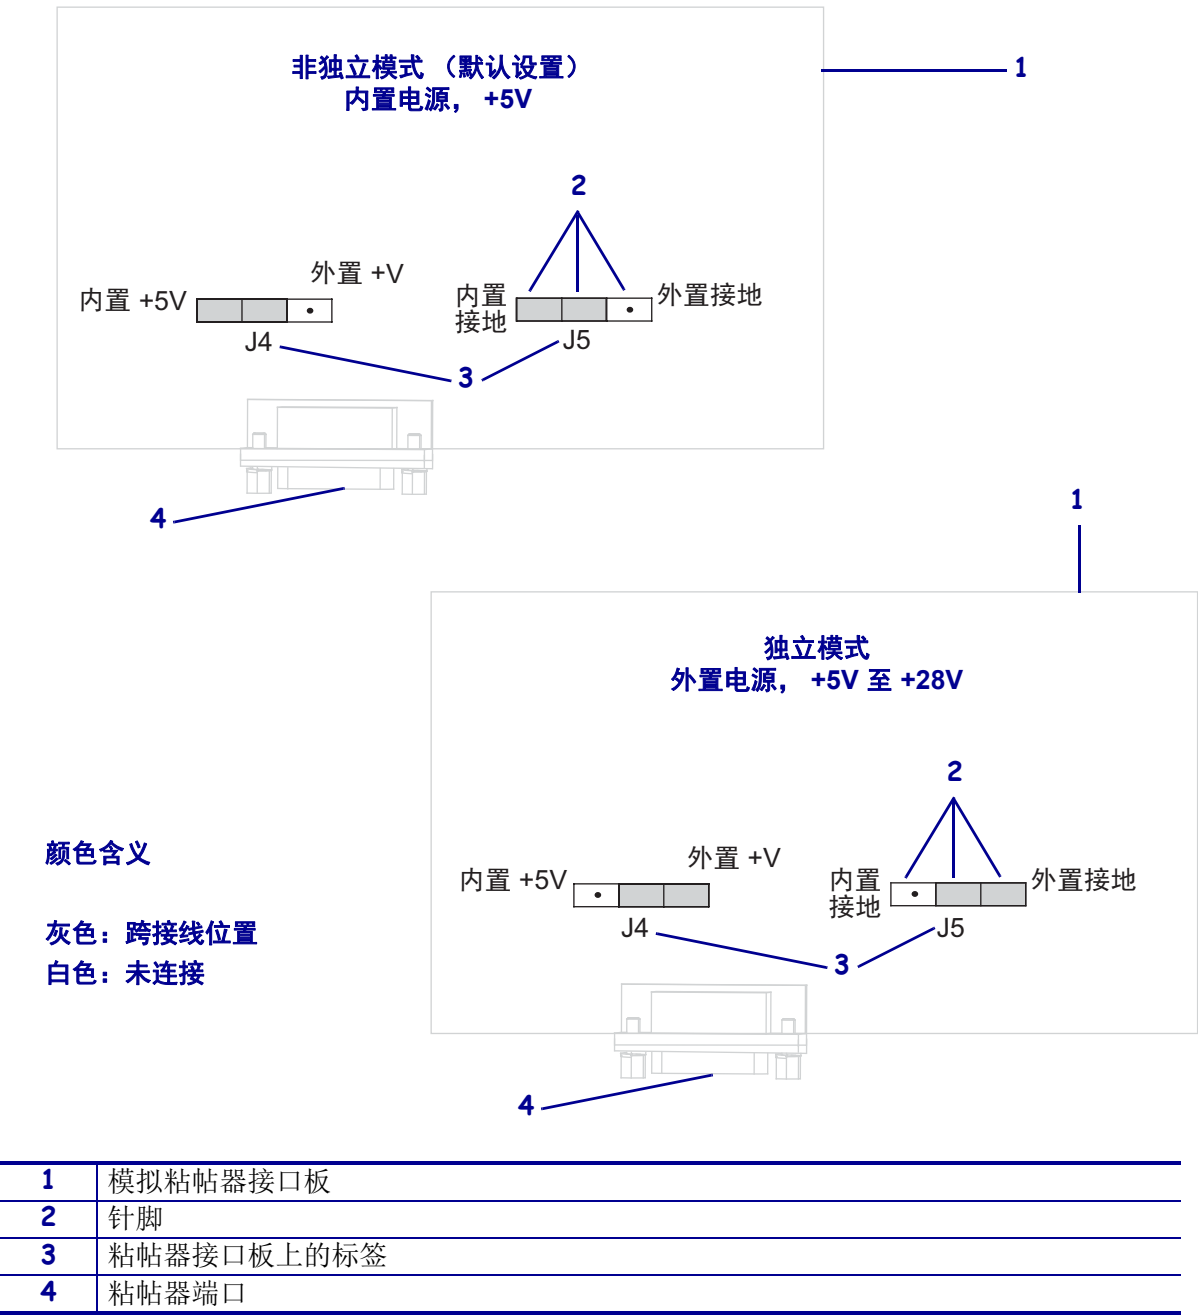 非独立模式 （默认设置）
内置电源， +5V
1
2
外置 +V
内置 +5V
内置
接地
外置接地
J4
J5
3
4
1
独立模式
外置电源， +5V 至 +28V
2
颜色含义
外置 +V
内置 +5V
内置
接地
外置接地
灰色：跨接线位置
J4
J5
白色：未连接
3
4
1 模拟粘帖器接口板
2 针脚
3 粘帖器接口板上的标签
4 粘帖器端口